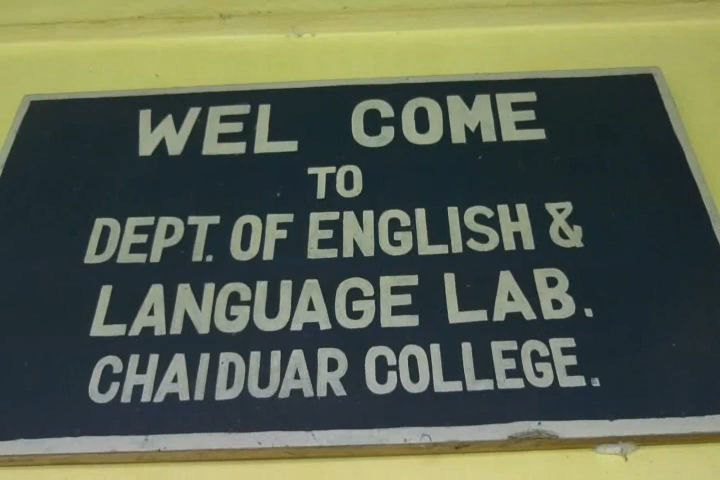 WEL COME
TO
DEPT. OF ENGLISH &
LANGUAGE LAB.
CHAIDUAR COLLEGE.